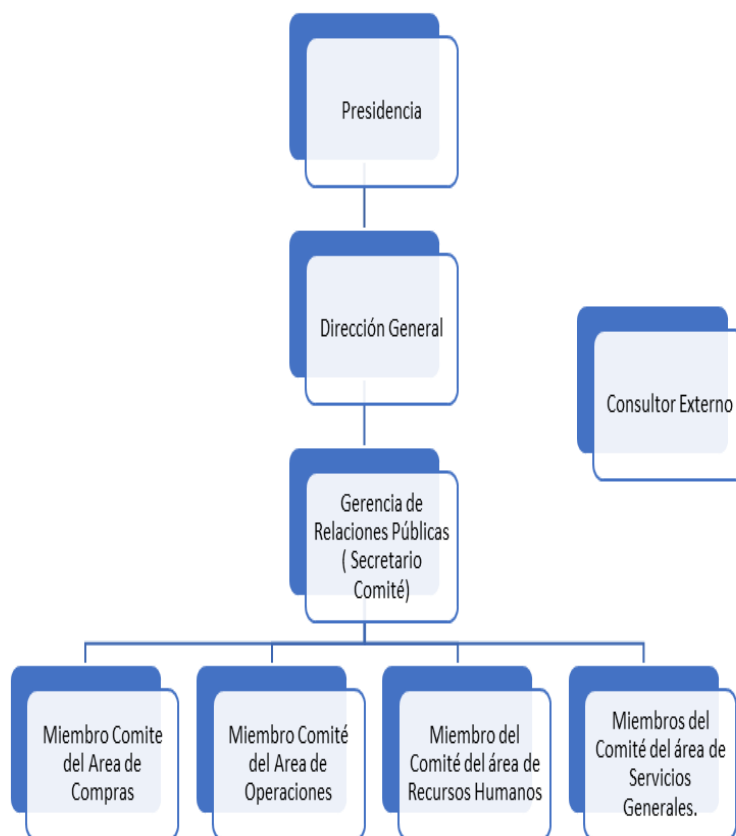 Presidencia
Dirección General
Consultor Externo
Gerencia de
Relaciones Públicas
( Secretario
Comité)
Miembro Comite
del Area de
Compras
Miembro Comité
del Area de
Operaciones
Miembro del
Comité del área de
Recursos Humanos
Miembros del
Comité del área de
Servicios
Generales.